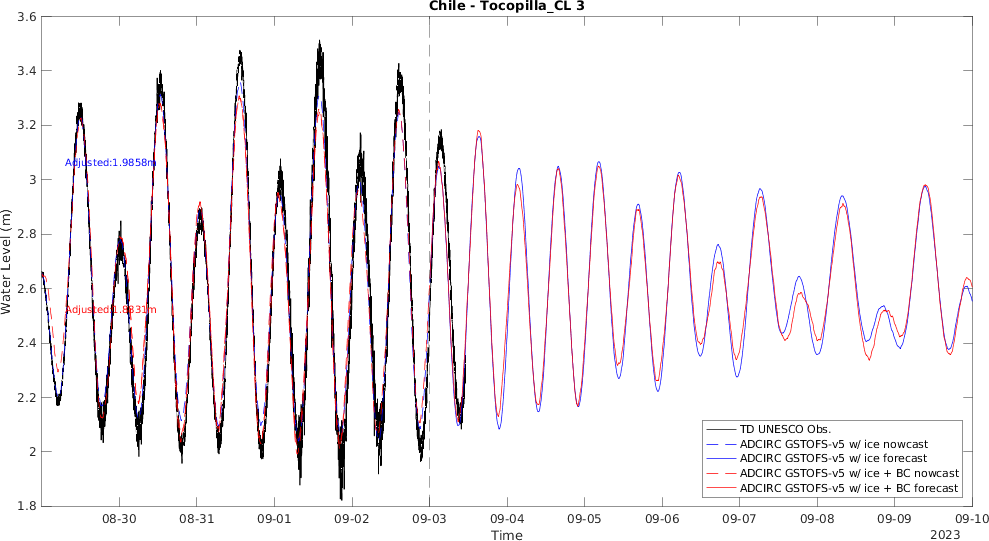 Chile - Tocopilla_CL 3
Water Level (m)
3.6
3.4
3.2
3
2.8
2.6
2.4
2.2
2
1.8
Adjusted:1.9858m
Adjusted:1.8831m
TD UNESCO Obs.
ADCIRC GSTOFS-v5 w/ ice nowcast
ADCIRC GSTOFS-v5 w/ ice forecast
ADCIRC GSTOFS-v5 w/ ice + BC nowcast
ADCIRC GSTOFS-v5 w/ ice + BC forecast
08-30 08-31 09-01 09-02 09-03 09-04 09-05 09-06 09-07 09-08 09-09 09-10
Time
2023